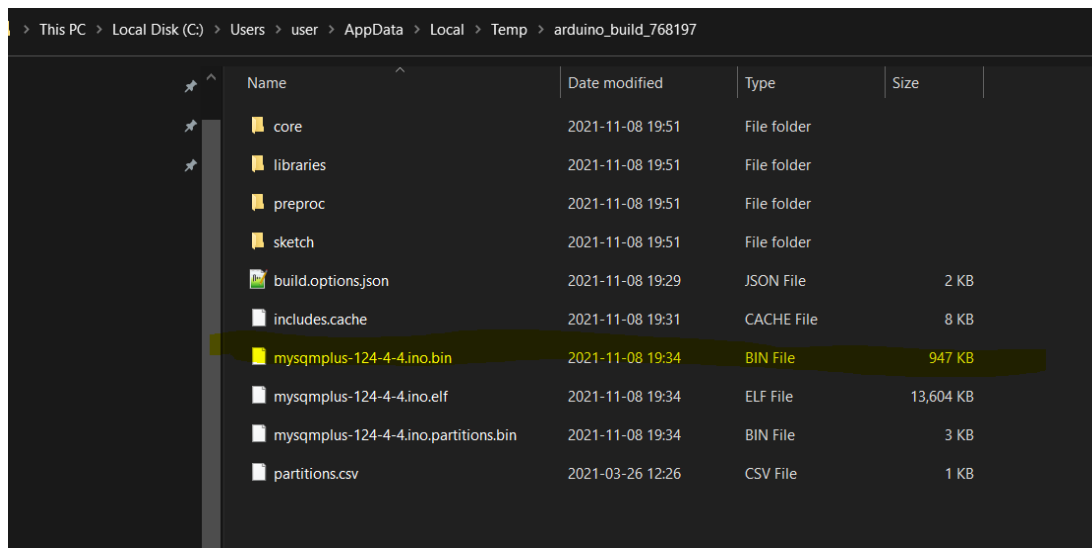 > This PC > Local Disk (C:) > Users > user > AppData > Local > Temp > arduino_build_768197
Name Date modified Type Size
core 2021-11-08 19:51 File folder
libraries 2021-11-08 19:51 File folder
preproc 2021-11-08 19:51 File folder
sketch 2021-11-08 19:51 File folder
build.options.json 2021-11-08 19:29 JSON File 2 KB
includes.cache 2021-11-08 19:31 CACHE File 8 KB
mysqmplus-124-4-4.ino.bin 2021-11-08 19:34 BIN File 947 KB
mysqmplus-124-4-4.ino.elf 2021-11-08 19:34 ELF File 13,604 KB
mysqmplus-124-4-4.ino.partitions.bin 2021-11-08 19:34 BIN File 3 KB
partitions.csv 2021-03-26 12:26 CSV File 1 KB